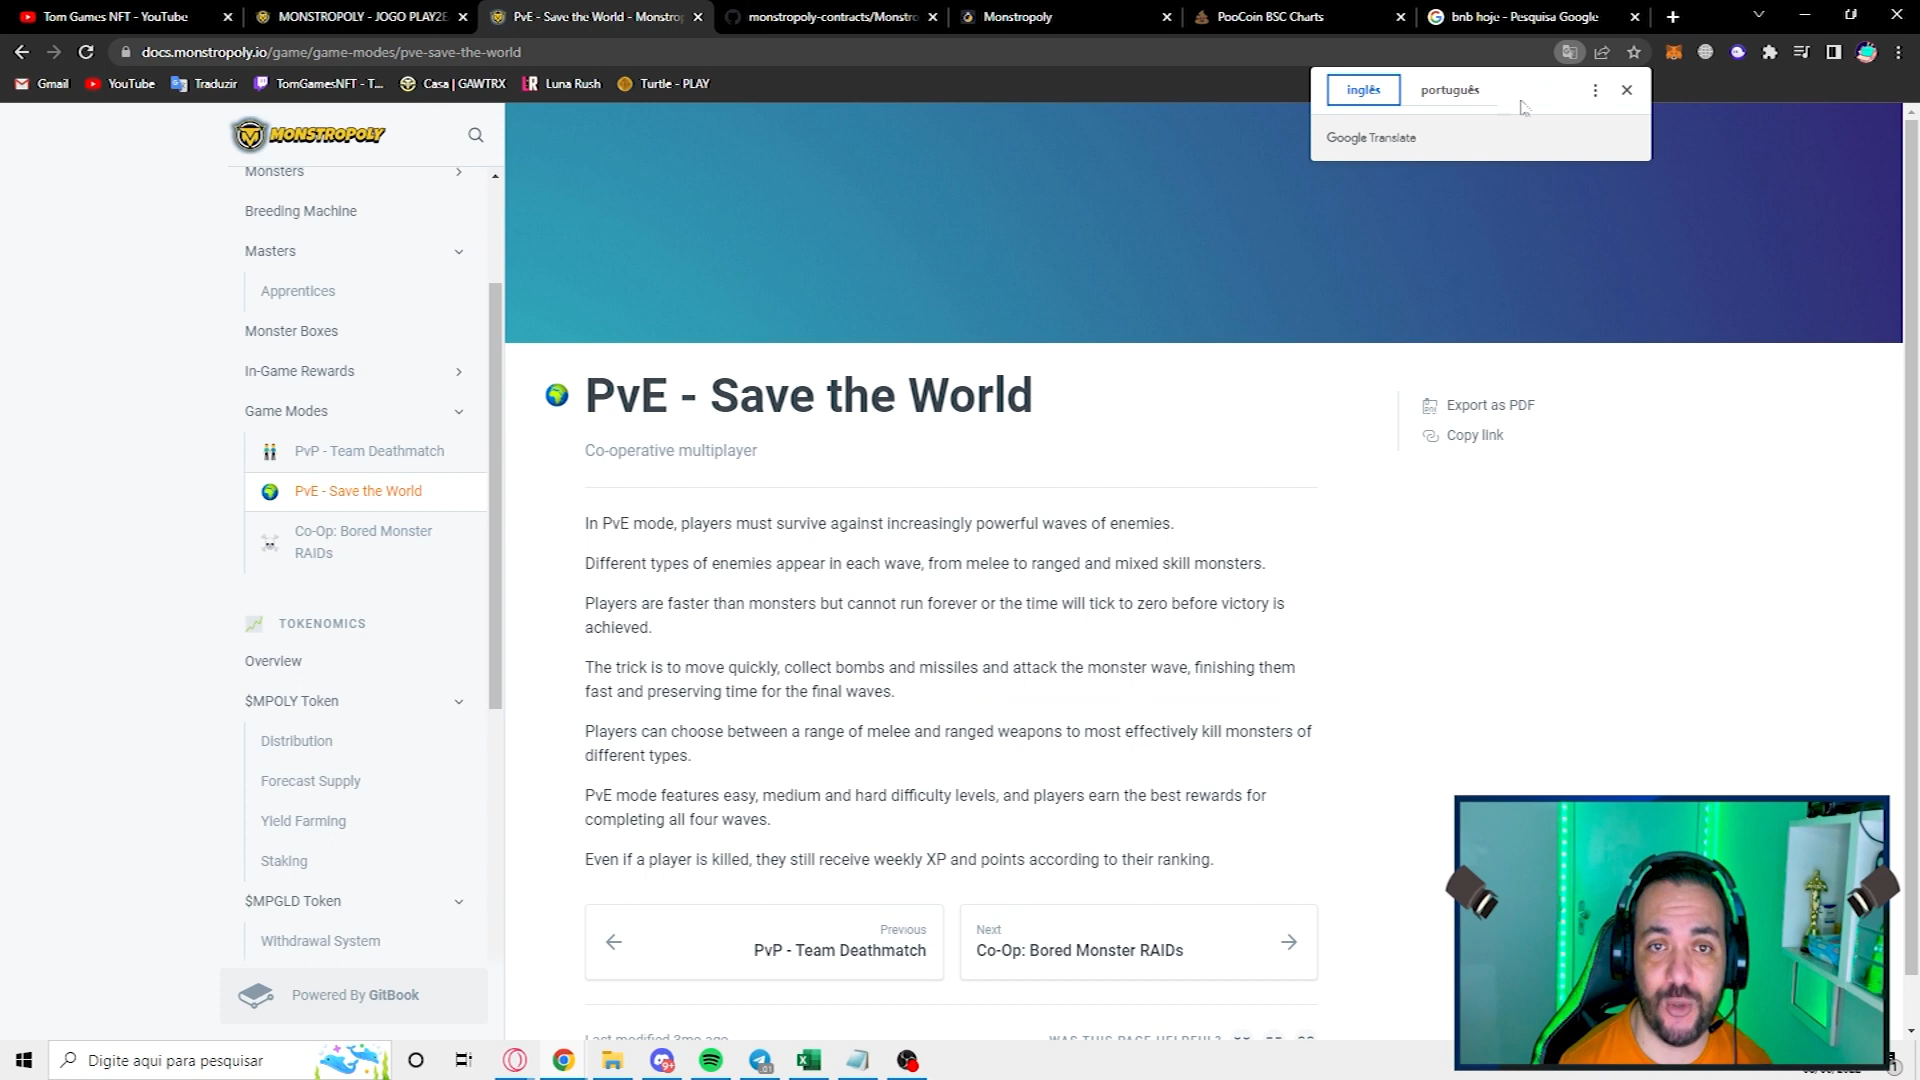 Tom Games NFT - YouTube
MONSTROPOLY - JOGO PLAY2E
PvE - Save the World - Monstrop
monstropoly-contracts/Monstro
Monstropoly
PooCoin BSC Charts
bnb hoje - Pesquisa Google
docs.monstropoly.io/game/game-modes/pve-save-the-world
Gmail
YouTube
Traduzir
TomGamesNFT - T...
Casa | GAWTRX
Luna Rush
Turtle - PLAY
inglês
português
Google Translate
MONSTROPOLY
Monsters
Breeding Machine
Masters
Apprentices
Monster Boxes
In-Game Rewards
Game Modes
PvP - Team Deathmatch
PvE - Save the World
Co-Op: Bored Monster
RAIDs
TOKENOMICS
Overview
$MPOLY Token
Distribution
Forecast Supply
Yield Farming
Staking
$MPGLD Token
Withdrawal System
Powered By GitBook
PvE - Save the World
Co-operative multiplayer
Export as PDF
Copy link
In PvE mode, players must survive against increasingly powerful waves of enemies.
Different types of enemies appear in each wave, from melee to ranged and mixed skill monsters.
Players are faster than monsters but cannot run forever or the time will tick to zero before victory is
achieved.
The trick is to move quickly, collect bombs and missiles and attack the monster wave, finishing them
fast and preserving time for the final waves.
Players can choose between a range of melee and ranged weapons to most effectively kill monsters of
different types.
PvE mode features easy, medium and hard difficulty levels, and players earn the best rewards for
completing all four waves.
Even if a player is killed, they still receive weekly XP and points according to their ranking.
Previous
PvP - Team Deathmatch
Next
Co-Op: Bored Monster RAIDs
Last modified 3mo ago
WAS THIS PAGE HELPFUL?
Digite aqui para pesquisar